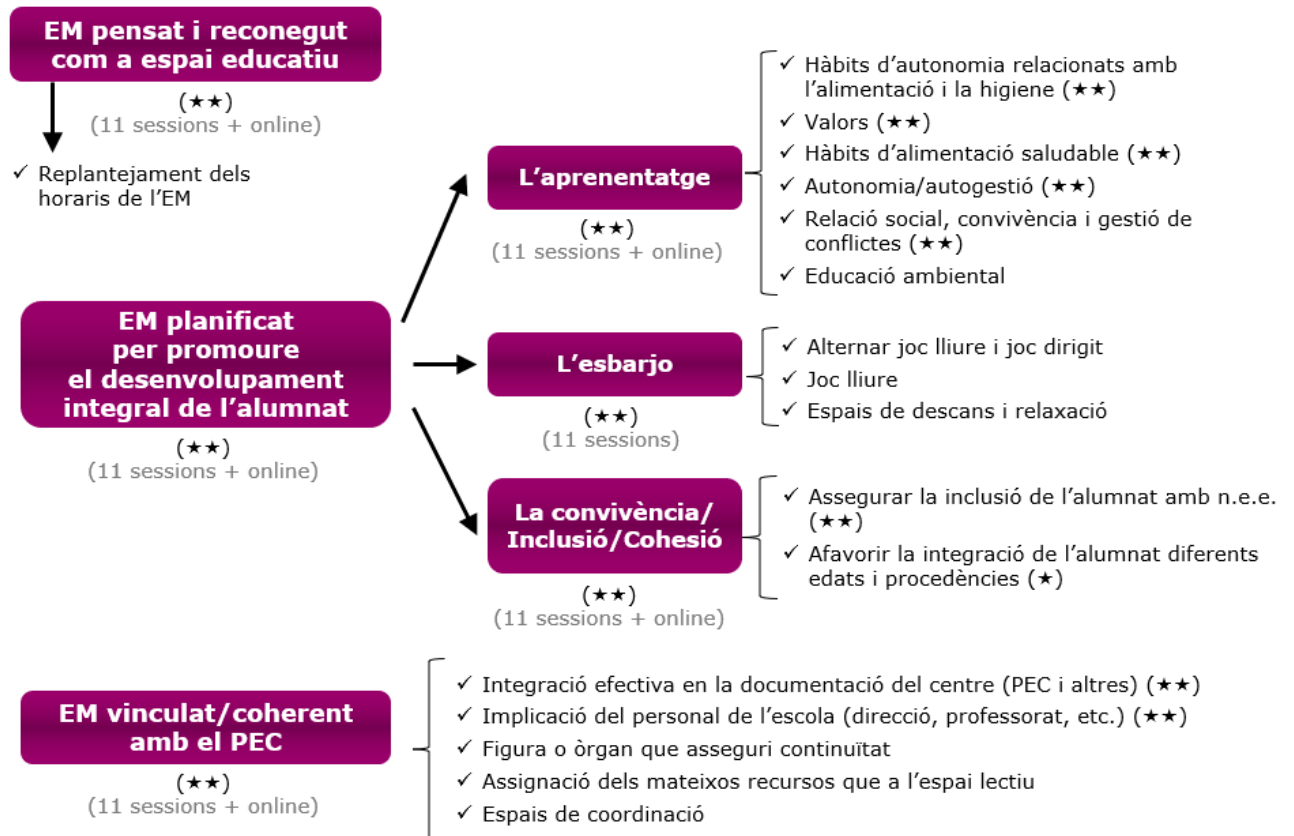 EM pensat i reconegut
com a espai educatiu
(★★)
(11 sessions + online)
✓ Replantejament dels
horaris de l’EM
EM planificat
per promoure
el desenvolupament
integral de l’alumnat
(★★)
(11 sessions + online)
L’aprenentatge
(★★)
(11 sessions + online)
✓ Hàbits d’autonomia relacionats amb
l’alimentació i la higiene (★★)
✓ Valors (★★)
✓ Hàbits d’alimentació saludable (★★)
✓ Autonomia/autogestió (★★)
✓ Relació social, convivència i gestió de
conflictes (★★)
✓ Educació ambiental
L’esbarjo
(★★)
(11 sessions)
✓ Alternar joc lliure i joc dirigit
✓ Joc lliure
✓ Espais de descans i relaxació
La convivència/
Inclusió/Cohesió
(★★)
(11 sessions + online)
✓ Assegurar la inclusió de l’alumnat amb n.e.e.
(★★)
✓ Afavorir la integració de l’alumnat diferents
edats i procedències (★)
EM vinculat/coherent
amb el PEC
(★★)
(11 sessions + online)
✓ Integració efectiva en la documentació del centre (PEC i altres) (★★)
✓ Implicació del personal de l’escola (direcció, professorat, etc.) (★★)
✓ Figura o òrgan que asseguri continuïtat
✓ Assignació dels mateixos recursos que a l’espai lectiu
✓ Espais de coordinació